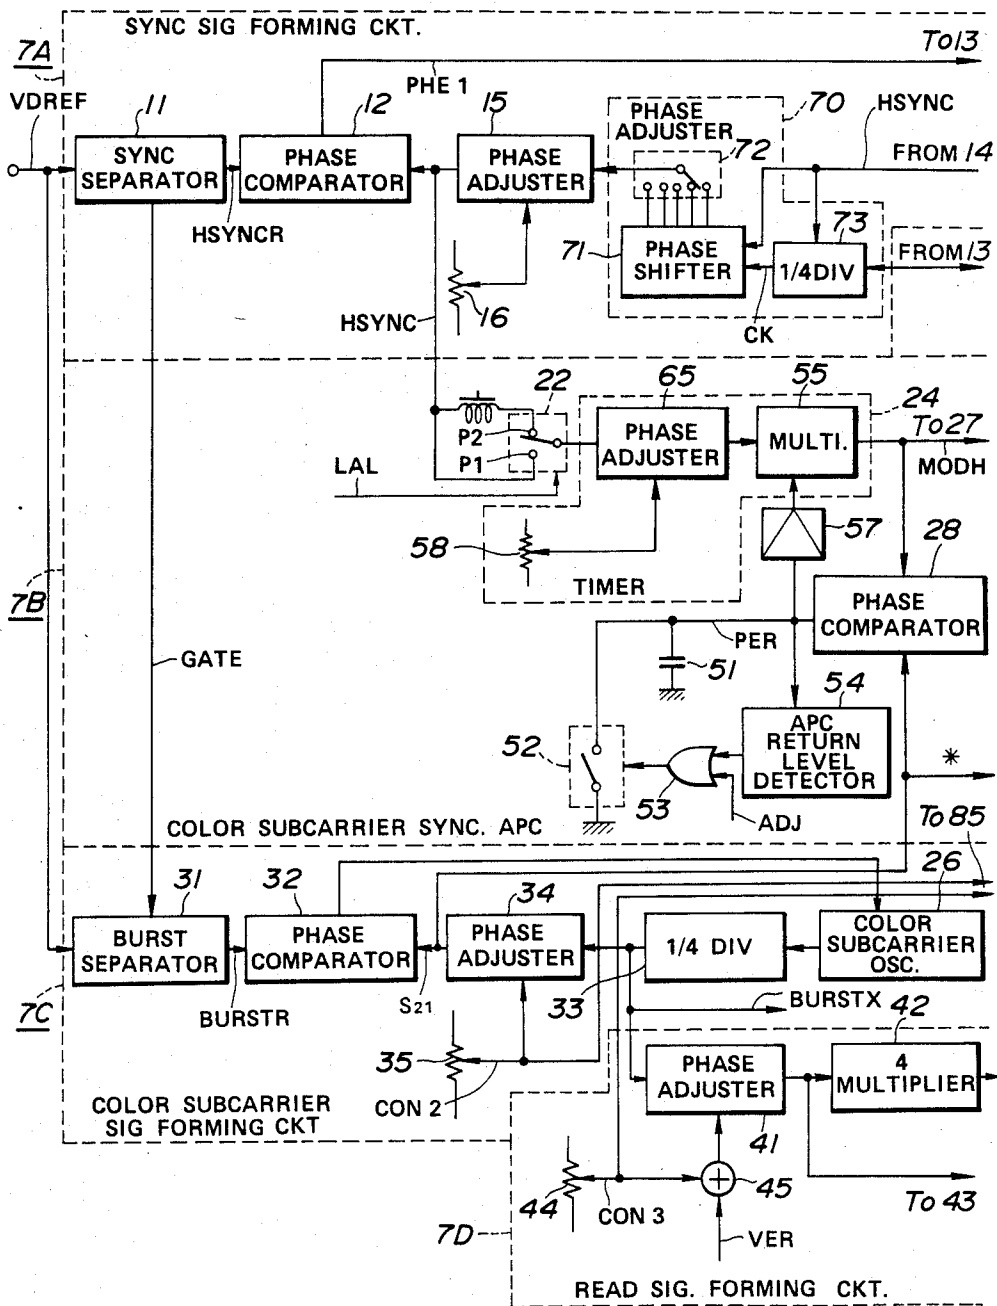 SYNC SIG FORMING CKT.
To 13
7A
PHE 1
VDREF
11
12
15
PHASE
ADJUSTER
70
HSYNC
72
FROM 14
SYNC
SEPARATOR
PHASE
COMPARATOR
PHASE
ADJUSTER
HSYNCR
71
PHASE
SHIFTER
73
1/4 DIV
FROM 13
16
HSYNC
CK
65
55
22
24
P2
P1
PHASE
ADJUSTER
MULTI.
To 27
MODH
LAL
57
28
58
TIMER
7B
PHASE
COMPARATOR
PER
GATE
51
54
APC
RETURN
LEVEL
DETECTOR
52
53
*
ADJ
COLOR SUBCARRIER SYNC. APC
To 85
31
32
34
26
BURST
SEPARATOR
PHASE
COMPARATOR
PHASE
ADJUSTER
1/4 DIV
COLOR
SUBCARRIER
OSC.
7C
BURSTR
S21
33
BURSTX
42
35
CON 2
PHASE
ADJUSTER
4
MULTIPLIER
COLOR SUBCARRIER
SIG FORMING CKT
41
44
45
CON 3
To 43
7D
VER
READ SIG. FORMING CKT.